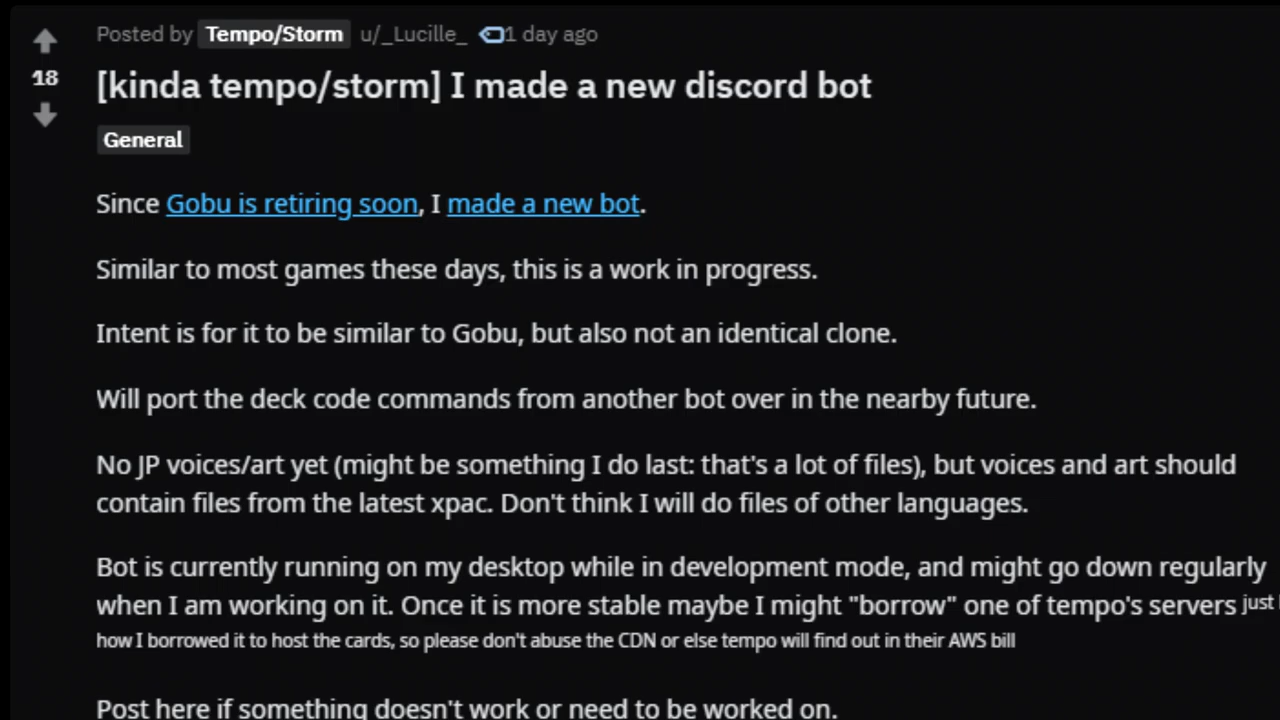 Posted by Tempo/Storm u/_Lucille_ 1 day ago
18
[kinda tempo/storm] I made a new discord bot
General
Since Gobu is retiring soon, I made a new bot.
Similar to most games these days, this is a work in progress.
Intent is for it to be similar to Gobu, but also not an identical clone.
Will port the deck code commands from another bot over in the nearby future.
No JP voices/art yet (might be something I do last: that's a lot of files), but voices and art should
contain files from the latest xpac. Don't think I will do files of other languages.
Bot is currently running on my desktop while in development mode, and might go down regularly
when I am working on it. Once it is more stable maybe I might "borrow" one of tempo's servers just
how I borrowed it to host the cards, so please don't abuse the CDN or else tempo will find out in their AWS bill
Post here if something doesn't work or need to be worked on.